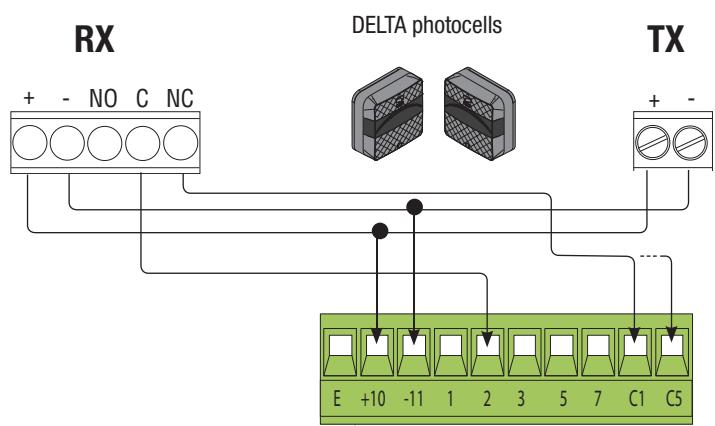 DELTA photocells
RX
TX
+ - NO C NC
+ -
E +10 -11 1 2 3 5 7 C1 C5